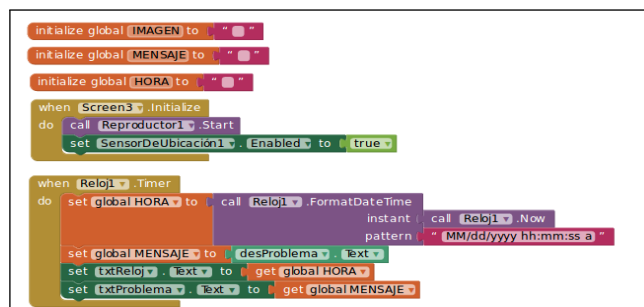 initialize global IMAGEN to " "
initialize global MENSAJE to " "
initialize global HORA to " "
when Screen3 .Initialize
do call Reproductor1 .Start
set SensorDeUbicación1 . Enabled to true
when Reloj1 .Timer
do set global HORA to call Reloj1 .FormatDateTime
instant call Reloj1 .Now
pattern " MM/dd/yyyy hh:mm:ss a "
set global MENSAJE to desProblema . Text
set txtReloj . Text to get global HORA
set txtProblema . Text to get global MENSAJE